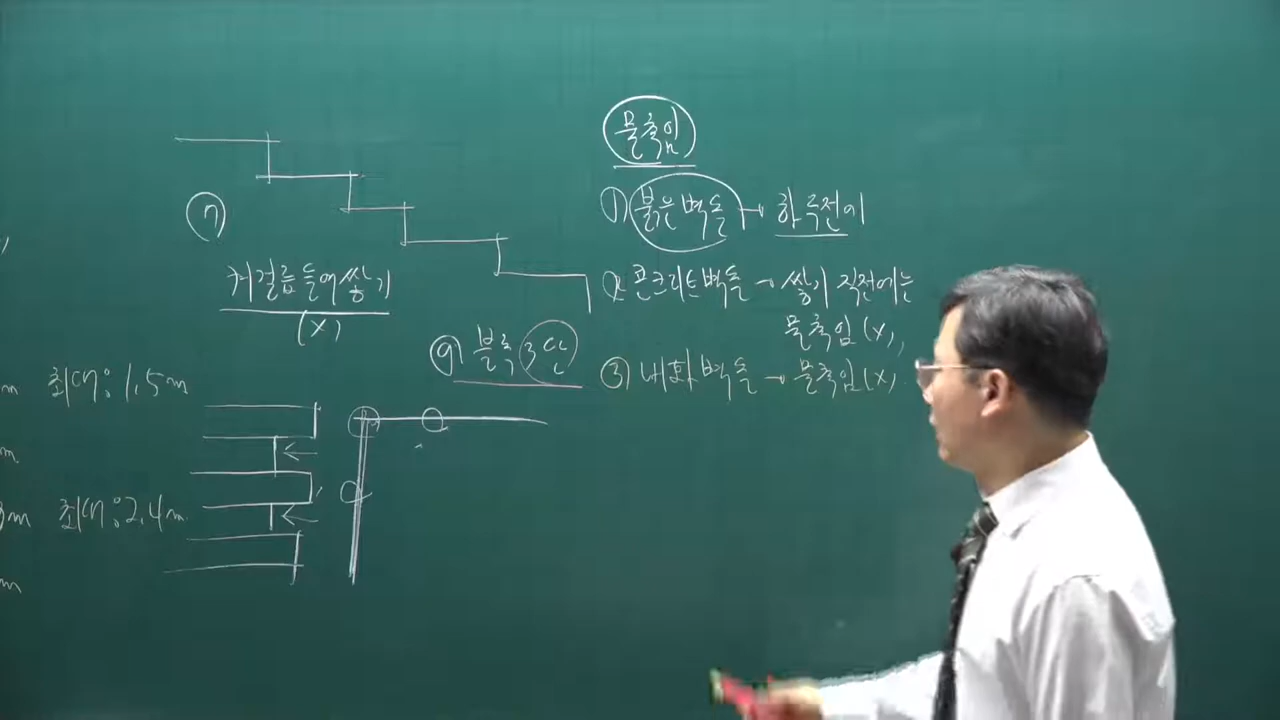 ⑦
켜걸름 들여쌓기
(X)
⑨ 블록 3단
m 최대: 1.5m
m
3m 최대: 2.4m
m
물축임
① 붉은벽돌 → 하루전에
② 콘크리트벽돌 → 쌓기 직전에는
물축임(X),
③ 내화벽돌 → 물축임(X)